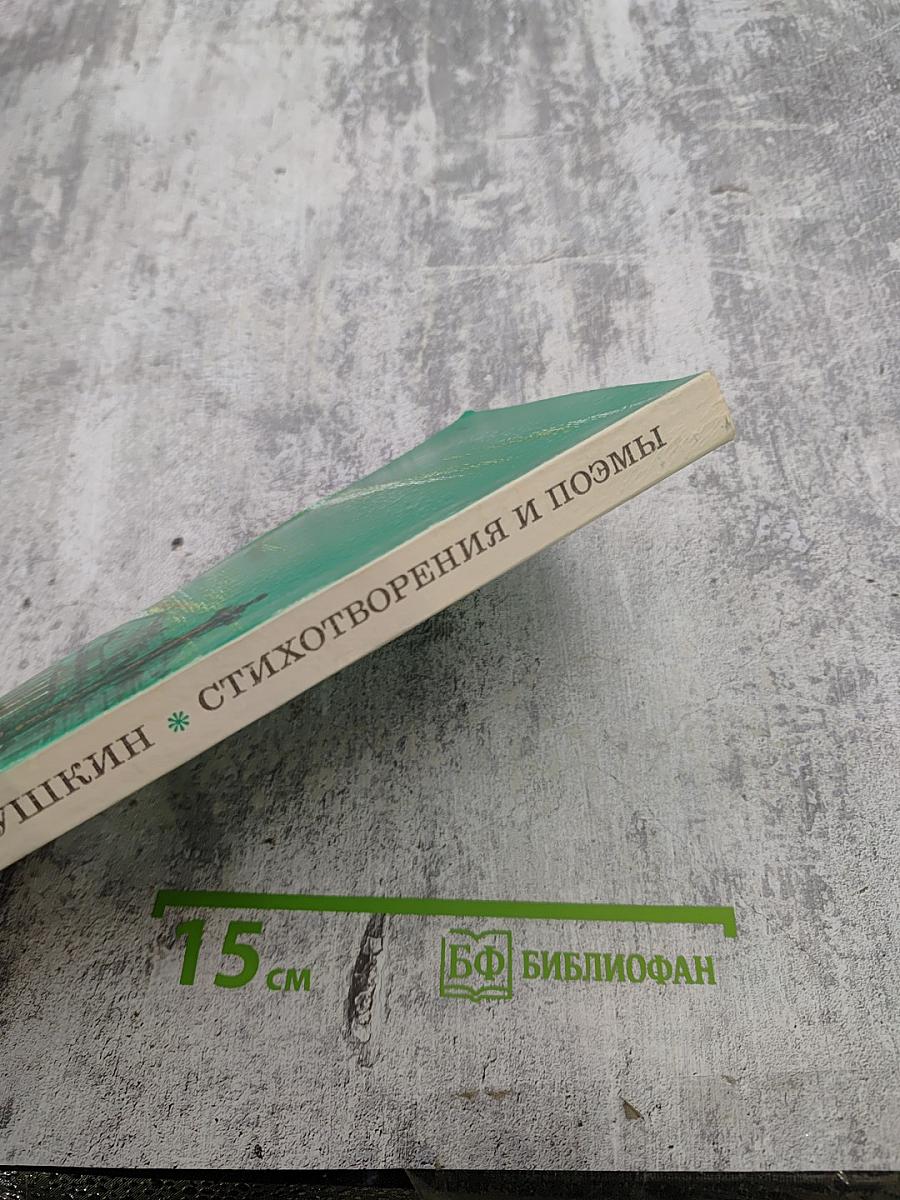 УШКИН * СТИХОТВОРЕНИЯ И ПОЭМЫ
15 см
БФ БИБЛИОФАН